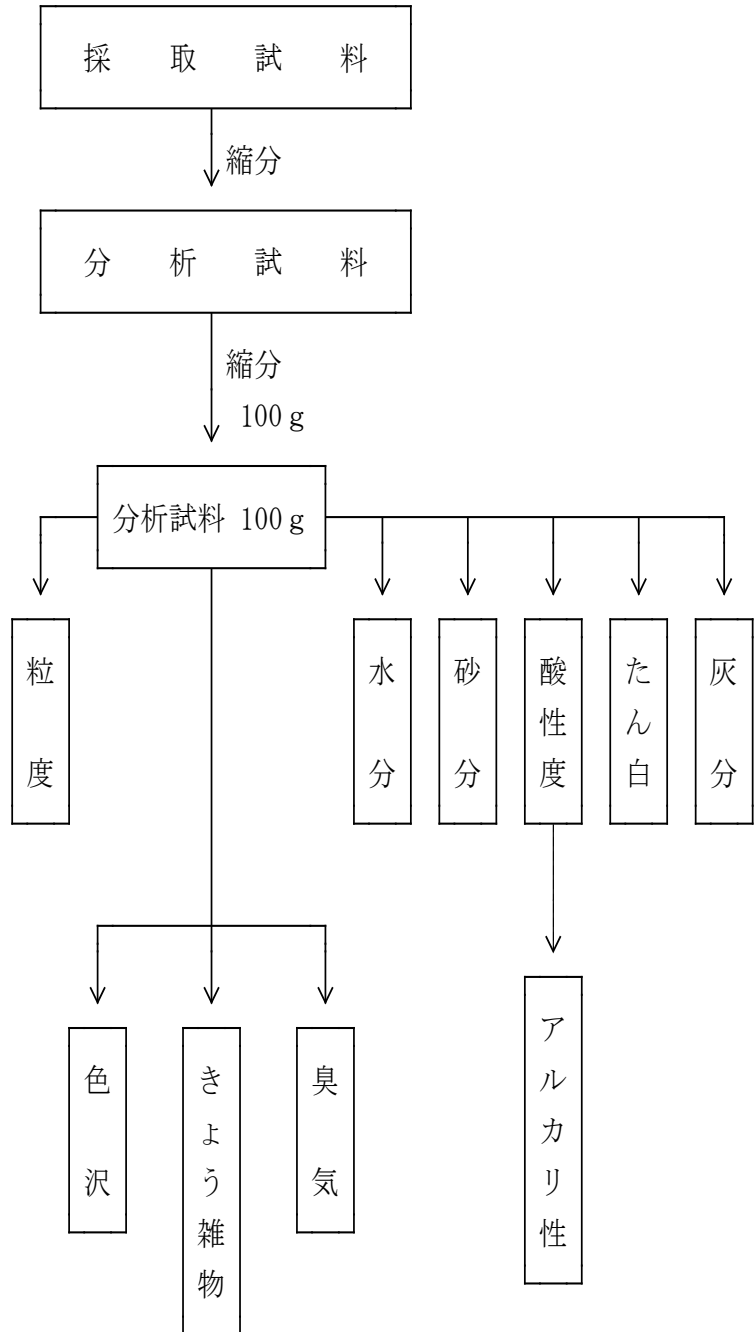 採取試料
縮分
分析試料
縮分
100g
分析試料 100g
粒度
水分
砂分
酸性度
たん白
灰分
色沢
きょう雑物
臭気
アルカリ性